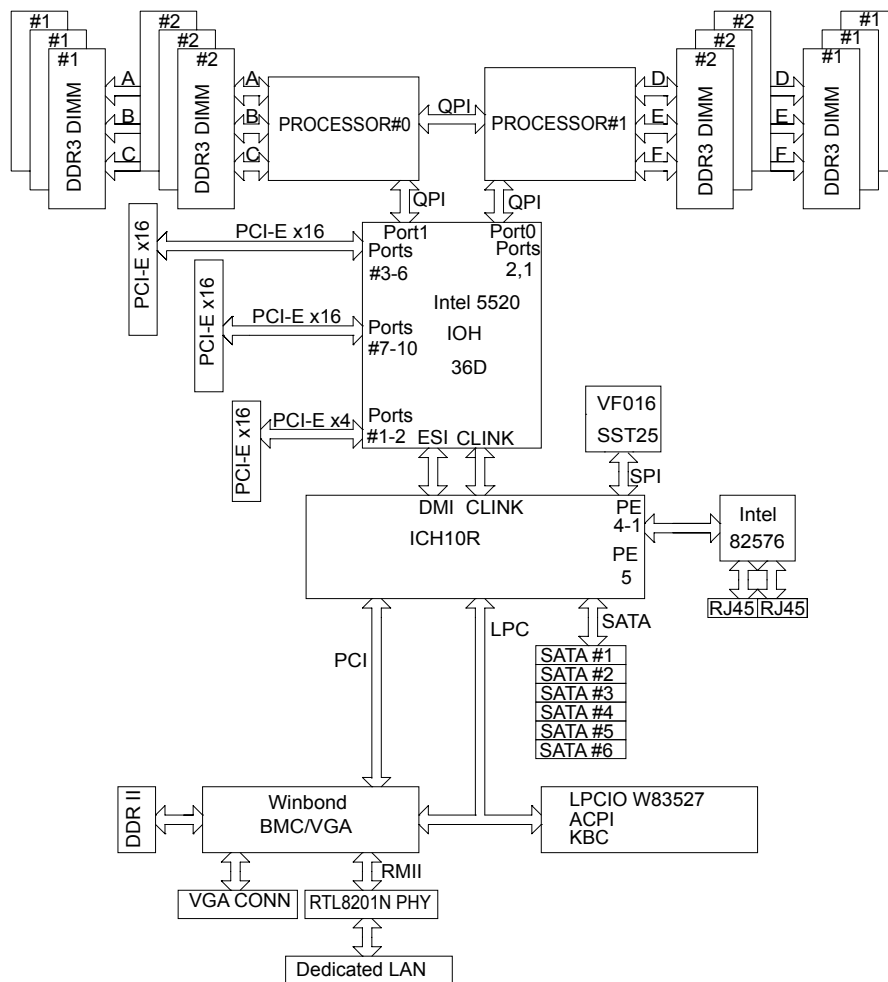 #1
#1
#1
DDR3 DIMM
#2
#2
#2
DDR3 DIMM
#2
#2
#2
DDR3 DIMM
#1
#1
#1
DDR3 DIMM
A
B
C
A
B
C
D
E
F
D
E
F
PROCESSOR#0
QPI
PROCESSOR#1
QPI
QPI
PCI-E x16
PCI-E x16
PCI-E x16
PCI-E x16
PCI-E x16
PCI-E x4
Port1
Ports
#3-6
Port0
Ports
2,1
Intel 5520
IOH
36D
Ports
#7-10
Ports
#1-2
ESI
CLINK
VF016
SST25
SPI
DMI
CLINK
ICH10R
PE
4-1
PE
5
Intel
82576
RJ45
RJ45
PCI
LPC
SATA
SATA #1
SATA #2
SATA #3
SATA #4
SATA #5
SATA #6
DDR II
Winbond
BMC/VGA
LPCIO W83527
ACPI
KBC
RMII
VGA CONN
RTL8201N PHY
Dedicated LAN